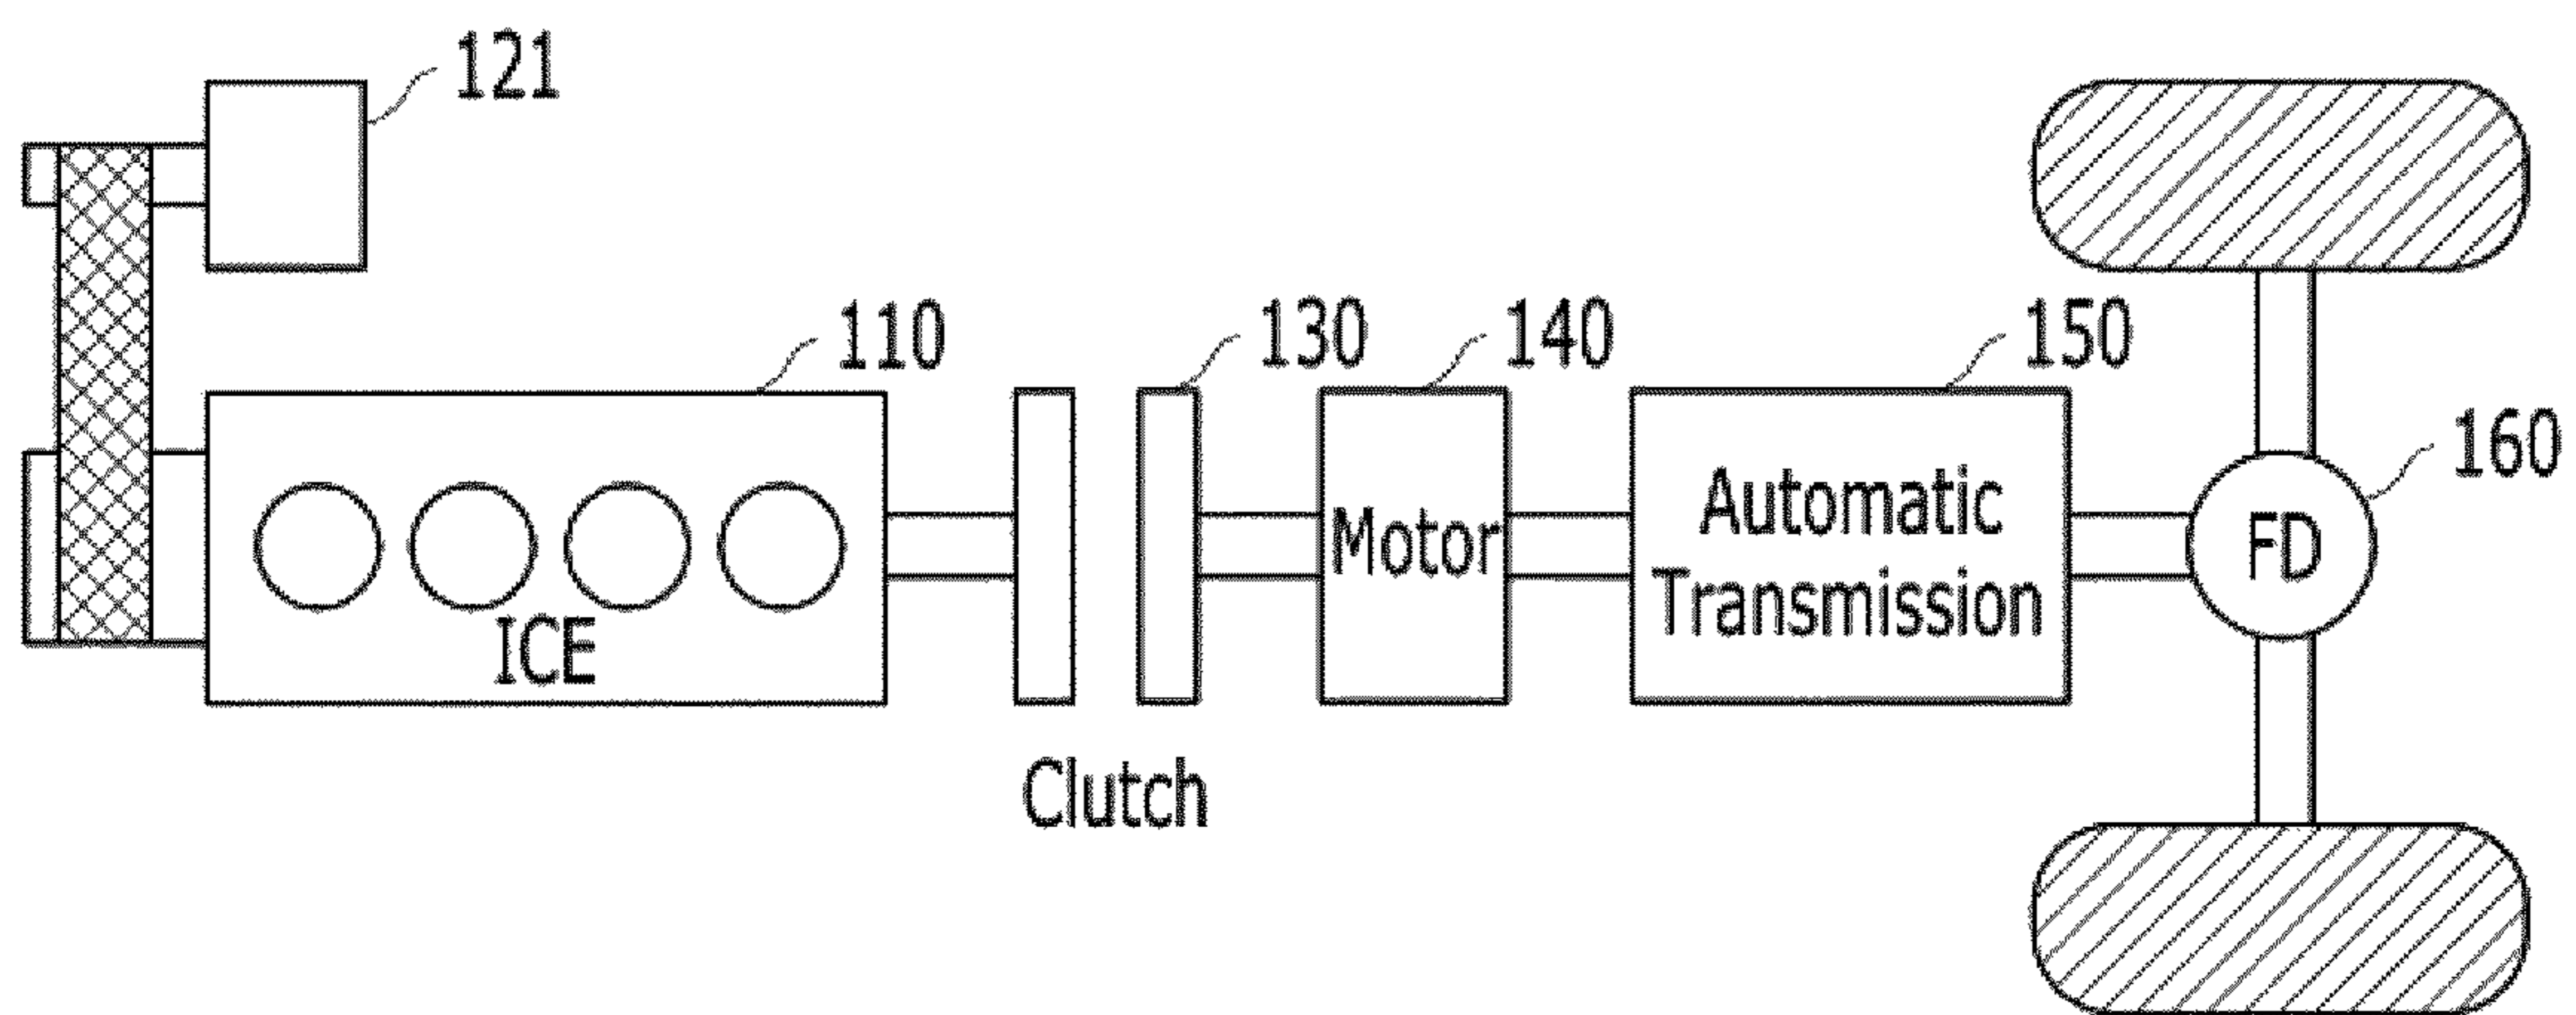 121
110
130
140
150
160
ICE
Clutch
Motor
Automatic
Transmission
FD